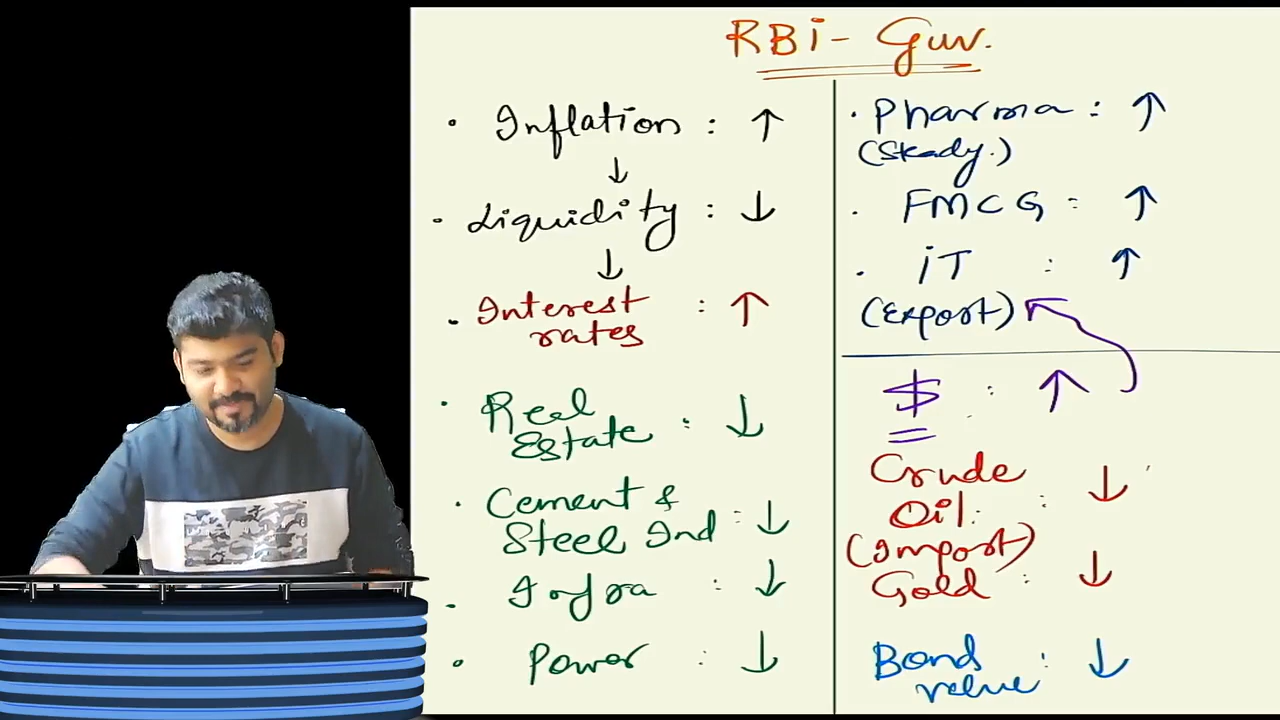 RBi - Guv.
• Inflation : ↑
↓
• Liquidity : ↓
↓
• Interest : ↑
rates
• Real
Estate : ↓
• Cement &
Steel Ind : ↓
• Infra : ↓
• Power : ↓
• Pharma : ↑
(Steady.)
• FMCG : ↑
• iT : ↑
(Export)
$ : ↑
Crude ↓
Oil :
(Import)
Gold : ↓
Bond : ↓
value